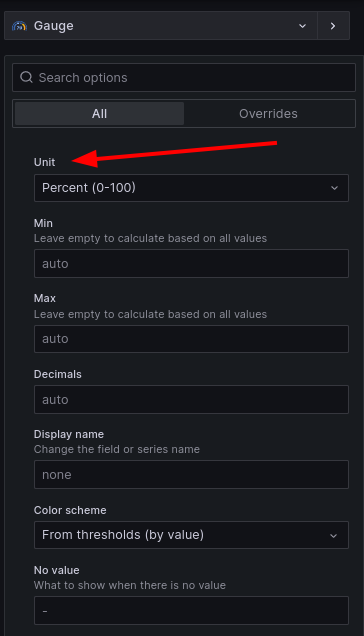 Gauge
Search options
All
Overrides
Unit
Percent (0-100)
Min
Leave empty to calculate based on all values
auto
Max
Leave empty to calculate based on all values
auto
Decimals
auto
Display name
Change the field or series name
none
Color scheme
From thresholds (by value)
No value
What to show when there is no value
-